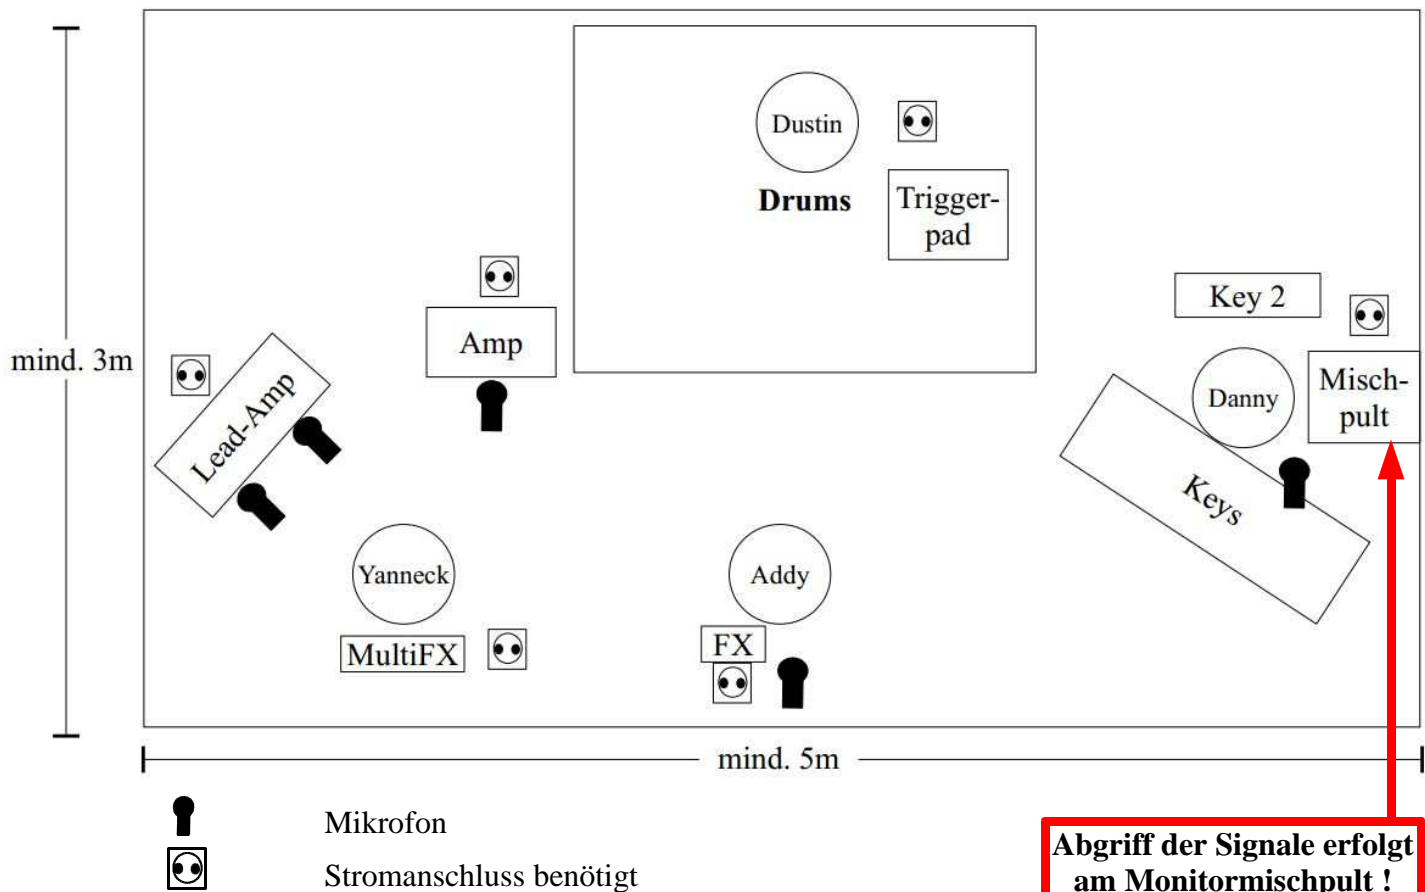 Dustin
Drums
Trigger-
pad
Key 2
mind. 3m
Amp
Lead-Amp
Danny
Misch-
pult
Keys
Yanneck
Addy
MultiFX
FX
mind. 5m
Mikrofon
Stromanschluss benötigt
Abgriff der Signale erfolgt
am Monitormischpult !